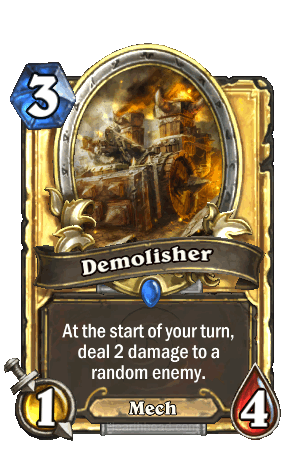 3
Demolisher
At the start of your turn,
deal 2 damage to a
random enemy.
1
Mech
4